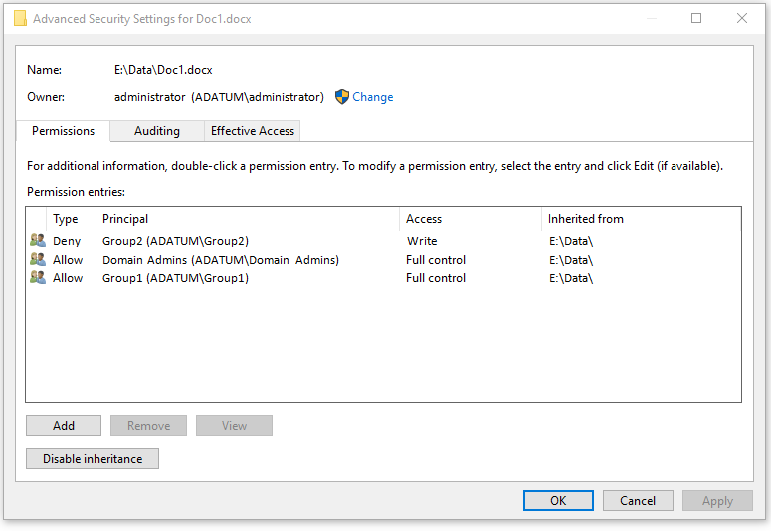 Advanced Security Settings for Doc1.docx
Name: E:\Data\Doc1.docx
Owner: administrator (ADATUM\administrator) Change
Permissions Auditing Effective Access
For additional information, double-click a permission entry. To modify a permission entry, select the entry and click Edit (if available).
Permission entries:
Type Principal Access Inherited from
Deny Group2 (ADATUM\Group2) Write E:\Data\
Allow Domain Admins (ADATUM\Domain Admins) Full control E:\Data\
Allow Group1 (ADATUM\Group1) Full control E:\Data\
Add Remove View
Disable inheritance
OK Cancel Apply